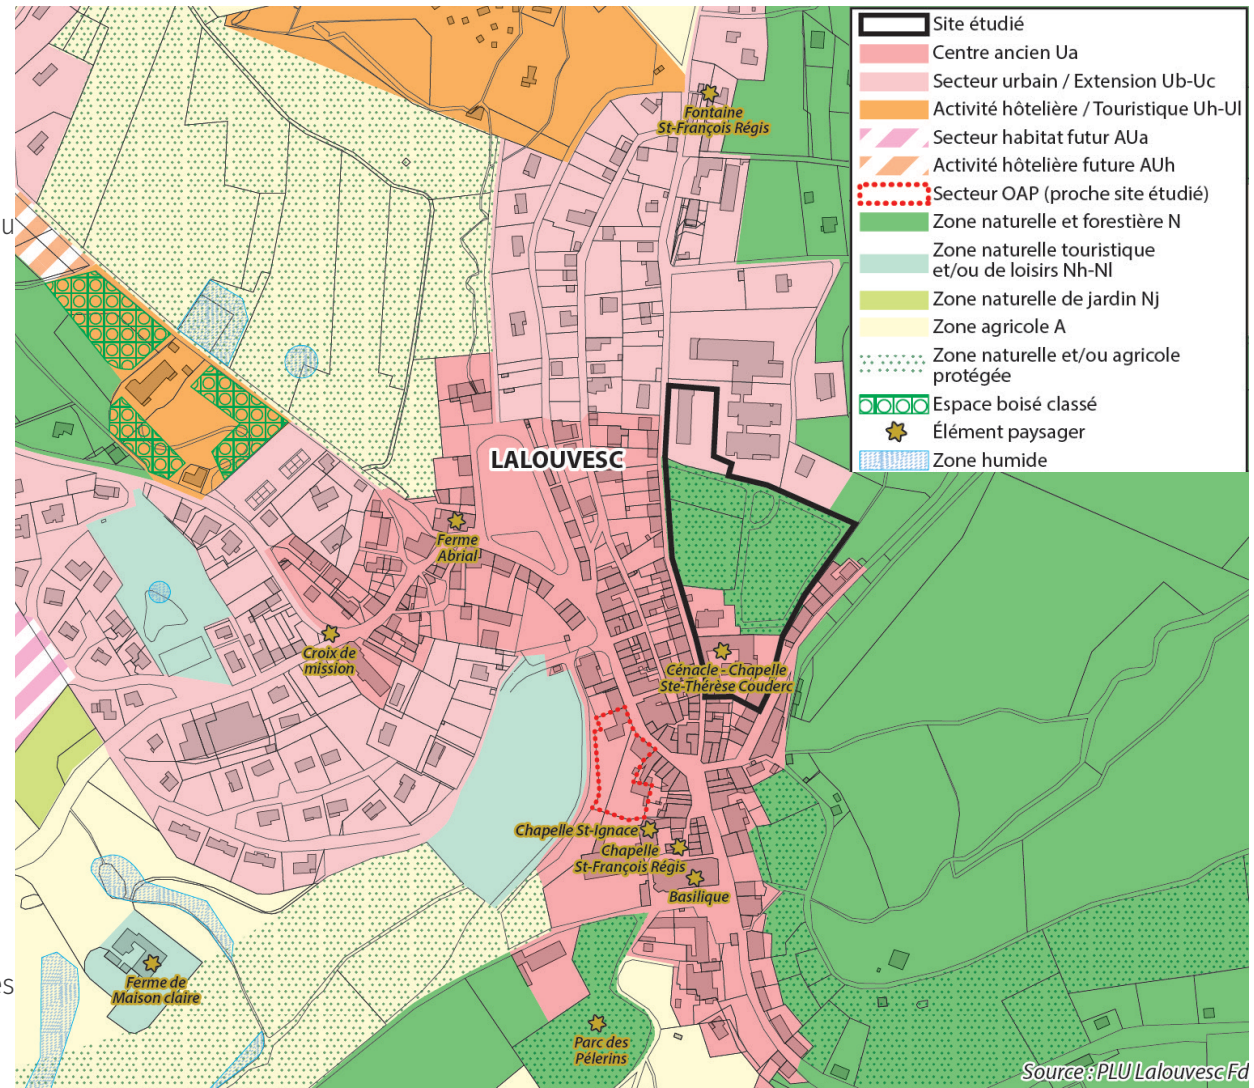 Site étudié
Centre ancien Ua
Secteur urbain / Extension Ub-Uc
Activité hôtelière / Touristique Uh-Ul
Secteur habitat futur AUa
Activité hôtelière future AUh
Secteur OAP (proche site étudié)
Zone naturelle et forestière N
Zone naturelle touristique
et/ou de loisirs Nh-Nl
Zone naturelle de jardin Nj
Zone agricole A
Zone naturelle et/ou agricole
protégée
Espace boisé classé
Élément paysager
Zone humide
Fontaine
St-François Régis
u
LALOUVESC
Ferme
Abrial
Croix de
mission
Cénacle - Chapelle
Ste-Thérèse Couderc
Chapelle St-ignace
Chapelle
St-François Régis
Basilique
es
Ferme de
Maison claire
Parc des
Pélerins
Source : PLU Lalouvesc Fd